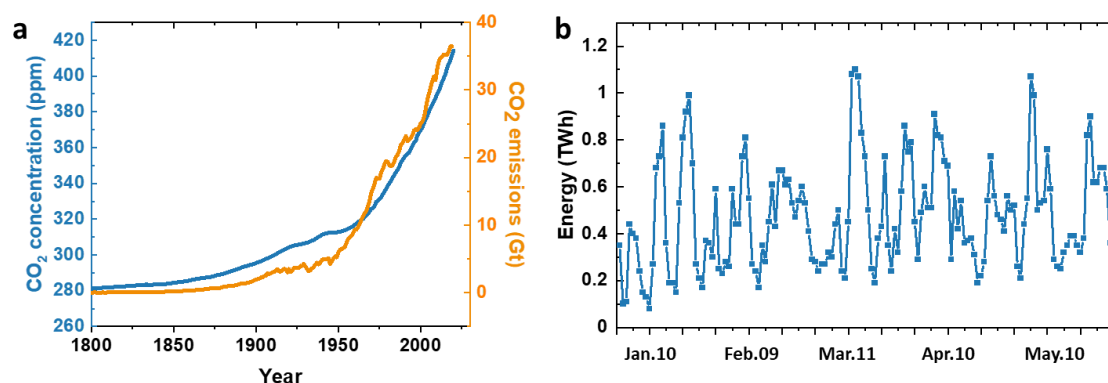 a
CO₂ concentration (ppm)
420
400
380
360
340
320
300
280
260
1800
1850
1900
1950
2000
Year
40
30
20
10
0
CO₂ emissions (Gt)
b
Energy (TWh)
1.2
1
0.8
0.6
0.4
0.2
0
Jan.10
Feb.09
Mar.11
Apr.10
May.10